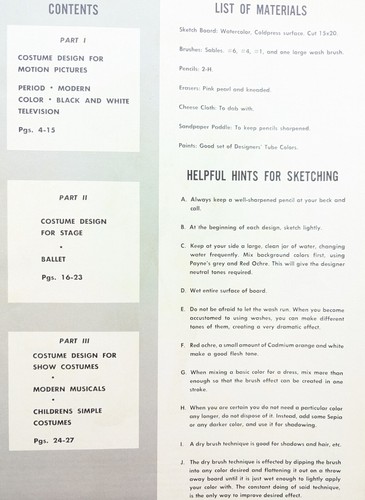 CONTENTS
PART I
COSTUME DESIGN FOR
MOTION PICTURES
PERIOD • MODERN
COLOR • BLACK AND WHITE
TELEVISION
Pgs. 4-15
PART II
COSTUME DESIGN
FOR STAGE
•
BALLET
Pgs. 16-23
PART III
COSTUME DESIGN FOR
SHOW COSTUMES
•
MODERN MUSICALS
•
CHILDRENS SIMPLE
COSTUMES
Pgs. 24-27
LIST OF MATERIALS
Sketch Board: Watercolor, Coldpress surface. Cut 15x20.
Brushes: Sables. #6, #4, #1, and one large wash brush.
Pencils: 2-H.
Erasers: Pink pearl and kneaded.
Cheese Cloth: To dab with.
Sandpaper Paddle: To keep pencils sharpened.
Paints: Good set of Designers' Tube Colors.
HELPFUL HINTS FOR SKETCHING
A. Always keep a well-sharpened pencil at your beck and
call.
B. At the beginning of each design, sketch lightly.
C. Keep at your side a large, clean jar of water, changing
water frequently. Mix background colors first, using
Payne's grey and Red Ochre. This will give the designer
neutral tones required.
D. Wet entire surface of board.
E. Do not be afraid to let the wash run. When you become
accustomed to using washes, you can make different
tones of them, creating a very dramatic effect.
F. Red ochre, a small amount of Cadmium orange and white
make a good flesh tone.
G. When mixing a basic color for a dress, mix more than
enough so that the brush effect can be created in one
stroke.
H. When you are certain you do not need a particular color
any longer, do not dispose of it. Instead, add some Sepia
or any darker color, and use it for shadowing.
I. A dry brush technique is good for shadows and hair, etc.
J. The dry brush technique is effected by dipping the brush
into any color desired and flattening it out on a throw
away board until it is just wet enough to lightly apply
your color with. The constant doing of said technique,
is the only way to improve desired effect.